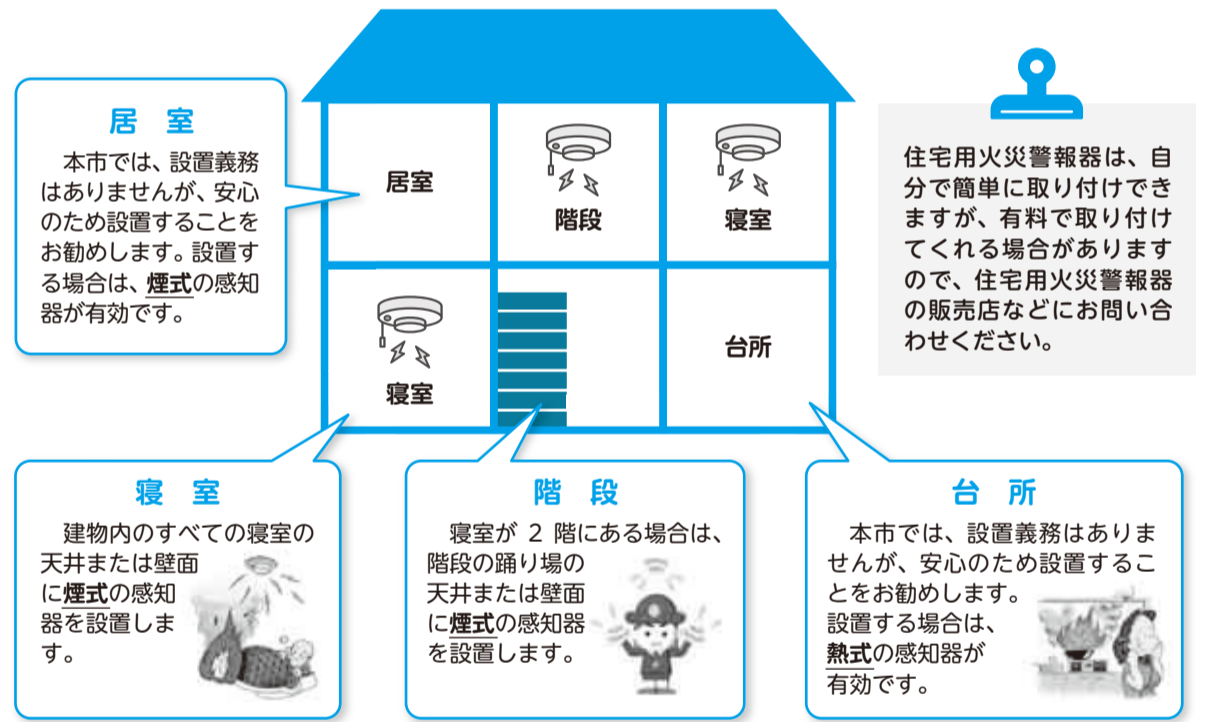 居 室
本市では、設置義務
はありませんが、安心
のため設置することを
お勧めします。設置す
る場合は、煙式の感知
器が有効です。
居室
階段
寝室
寝室
台所
住宅用火災警報器は、自
分で簡単に取り付けでき
ますが、有料で取り付け
てくれる場合があります
ので、住宅用火災警報器
の販売店などにお問い合
わせください。
寝 室
建物内のすべての寝室の
天井または壁面
に煙式の感知
器を設置しま
す。
階 段
寝室が 2 階にある場合は、
階段の踊り場の
天井または壁面
に煙式の感知器
を設置します。
台 所
本市では、設置義務はありま
せんが、安心のため設置するこ
とをお勧めします。
設置する場合は、
熱式の感知器が
有効です。